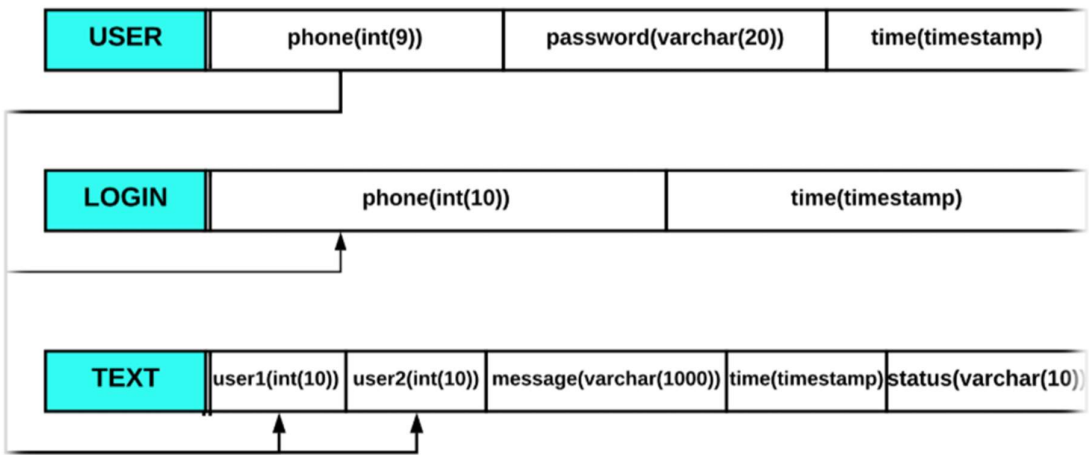 USER phone(int(9)) password(varchar(20)) time(timestamp)
LOGIN phone(int(10)) time(timestamp)
TEXT user1(int(10)) user2(int(10)) message(varchar(1000)) time(timestamp) status(varchar(10))